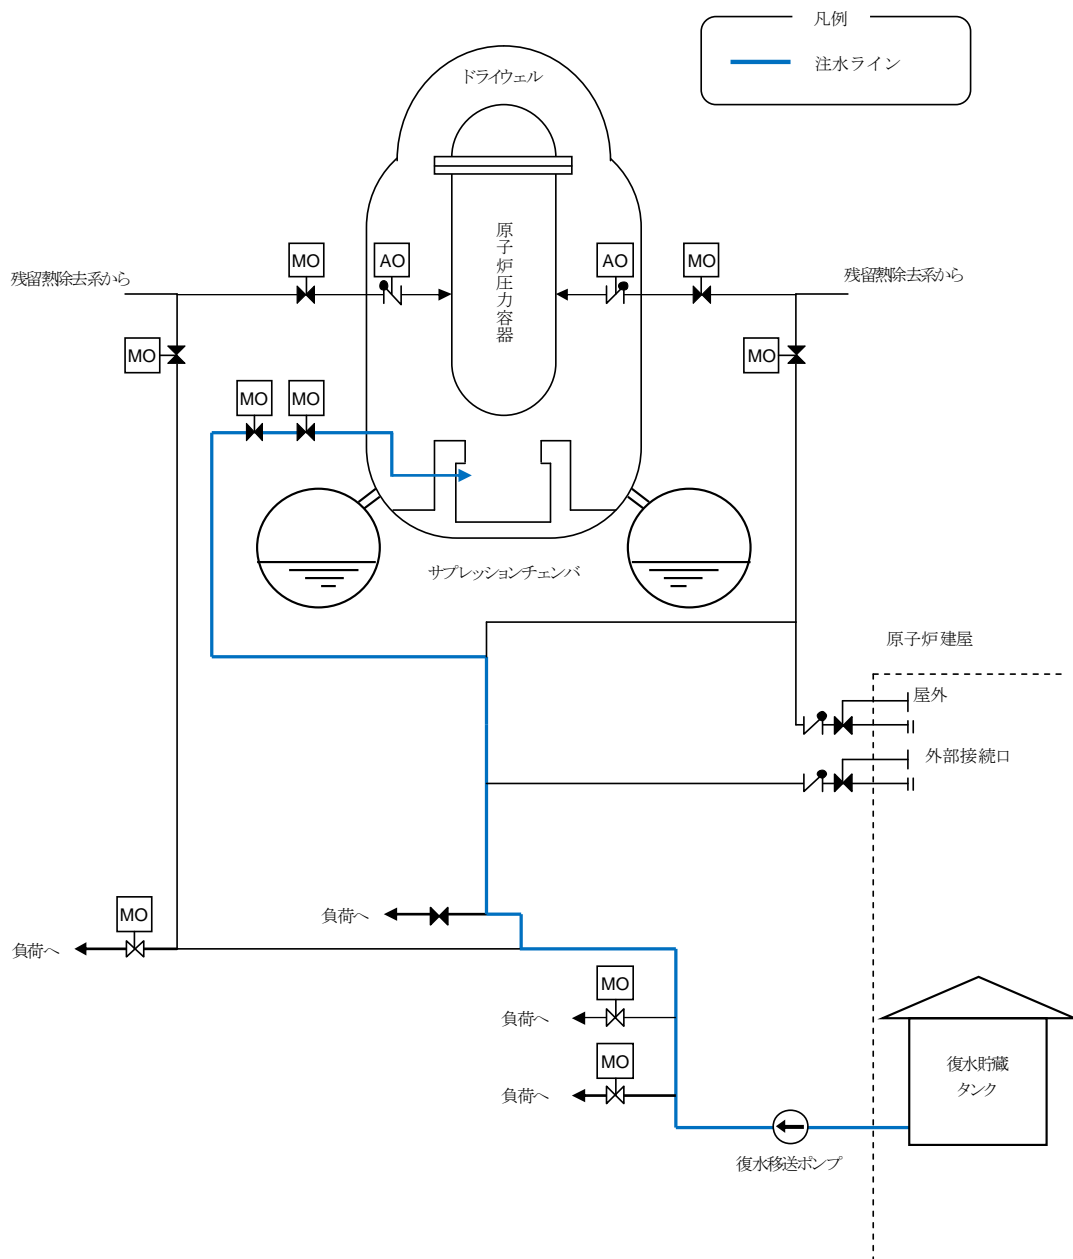 凡例
注水ライン
ドライウェル
原子炉圧力容器
MO
AO
AO
MO
残留熱除去系から
残留熱除去系から
MO
MO
MO
MO
サプレッションチェンバ
原子炉建屋
屋外
外部接続口
MO
負荷へ
負荷へ
MO
負荷へ
MO
負荷へ
復水貯蔵
タンク
復水移送ポンプ